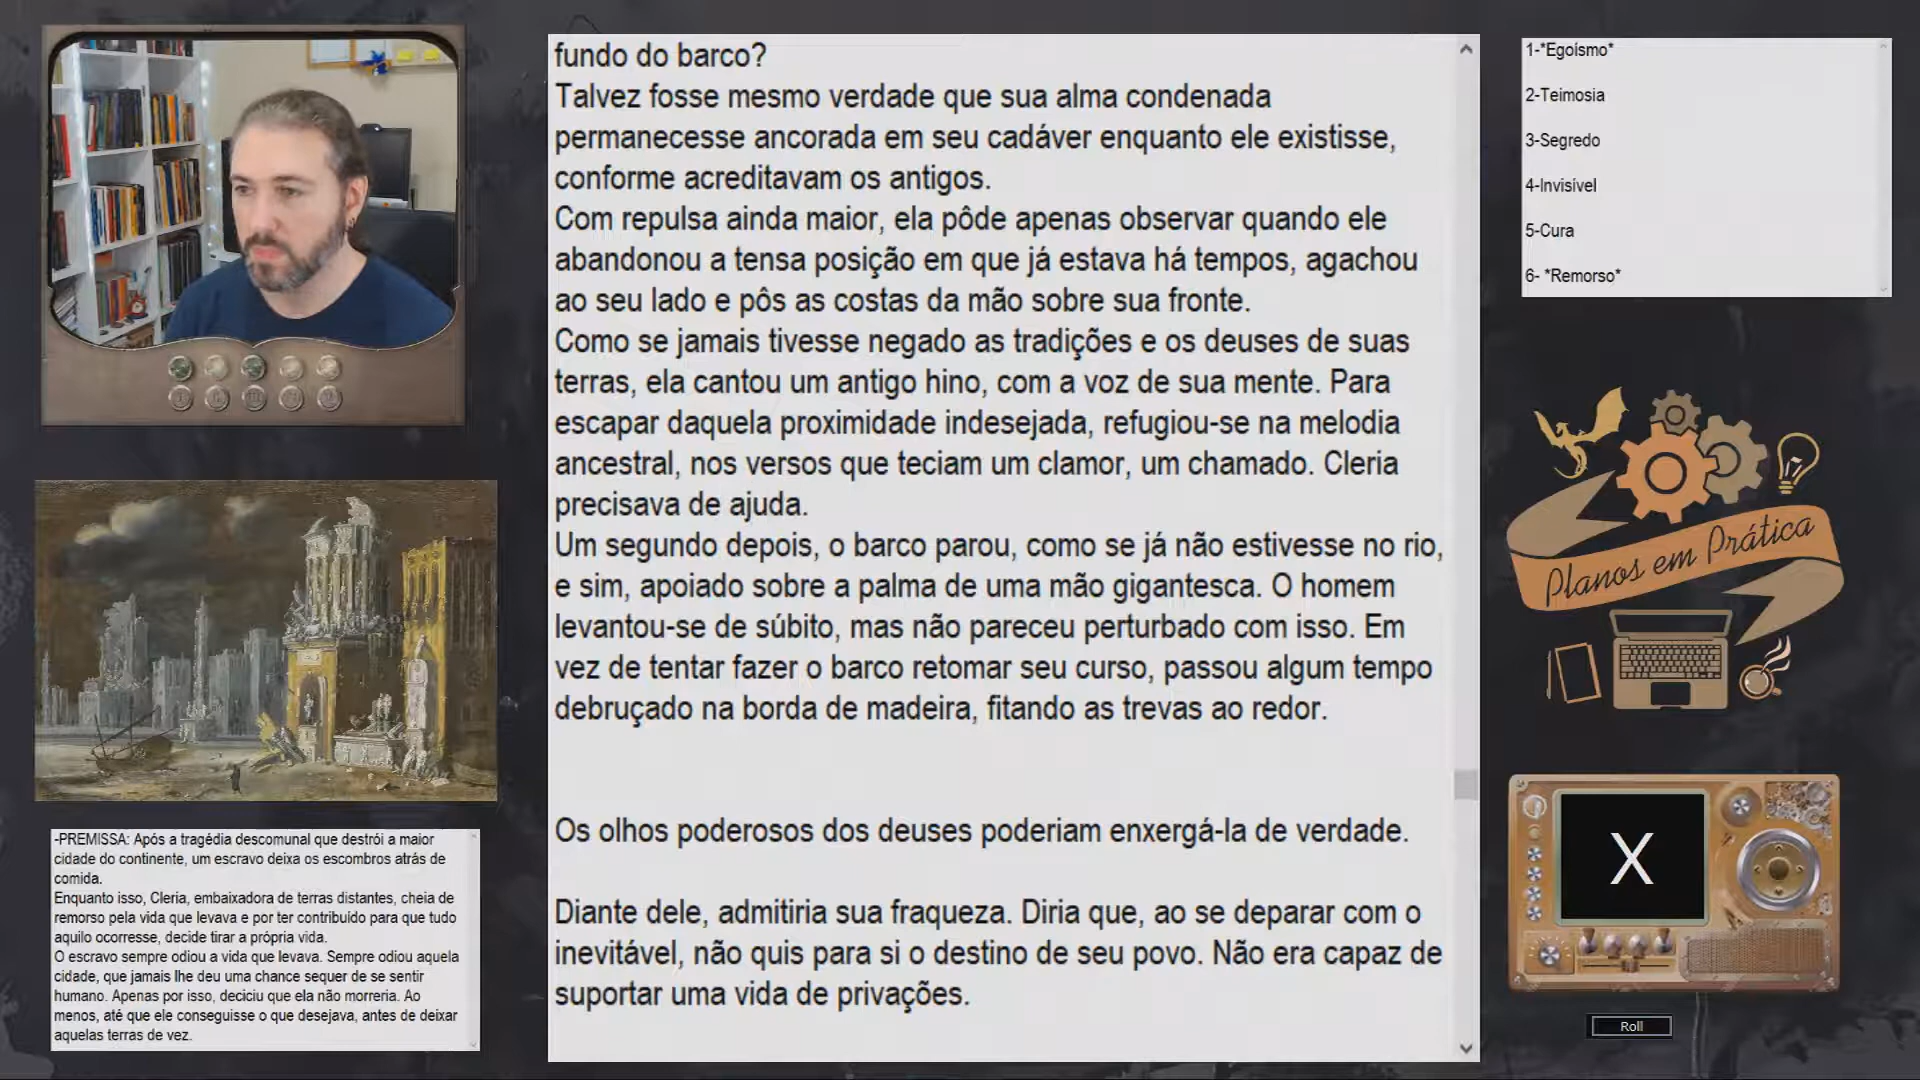 fundo do barco?
Talvez fosse mesmo verdade que sua alma condenada
permanecesse ancorada em seu cadáver enquanto ele existisse,
conforme acreditavam os antigos.
Com repulsa ainda maior, ela pôde apenas observar quando ele
abandonou a tensa posição em que já estava há tempos, agachou
ao seu lado e pôs as costas da mão sobre sua fronte.
Como se jamais tivesse negado as tradições e os deuses de suas
terras, ela cantou um antigo hino, com a voz de sua mente. Para
escapar daquela proximidade indesejada, refugiou-se na melodia
ancestral, nos versos que teciam um clamor, um chamado. Cleria
precisava de ajuda.
Um segundo depois, o barco parou, como se já não estivesse no rio,
e sim, apoiado sobre a palma de uma mão gigantesca. O homem
levantou-se de súbito, mas não pareceu perturbado com isso. Em
vez de tentar fazer o barco retomar seu curso, passou algum tempo
debruçado na borda de madeira, fitando as trevas ao redor.
Os olhos poderosos dos deuses poderiam enxergá-la de verdade.
Diante dele, admitiria sua fraqueza. Diria que, ao se deparar com o
inevitável, não quis para si o destino de seu povo. Não era capaz de
suportar uma vida de privações.
-PREMISSA: Após a tragédia descomunal que destrói a maior
cidade do continente, um escravo deixa os escombros atrás de
comida.
Enquanto isso, Cleria, embaixadora de terras distantes, cheia de
remorso pela vida que levava e por ter contribuído para que tudo
aquilo ocorresse, decide tirar a própria vida.
O escravo sempre odiou a vida que levava. Sempre odiou aquela
cidade, que jamais lhe deu uma chance sequer de se sentir
humano. Apenas por isso, deciciu que ela não morreria. Ao
menos, até que ele conseguisse o que desejava, antes de deixar
aquelas terras de vez.
1-*Egoísmo*
2-Teimosia
3-Segredo
4-Invisível
5-Cura
6- *Remorso*
Planos em Prática
X
Roll